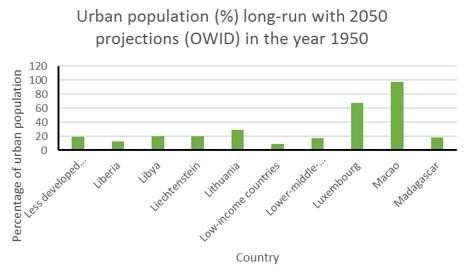 Urban population (%) long-run with 2050
projections (OWID) in the year 1950
Percentage of urban population
120
100
80
60
40
20
0
Less developed...
Liberia
Libya
Liechtenstein
Lithuania
Low-income countries
Lower-middle-...
Luxembourg
Macao
Madagascar
Country